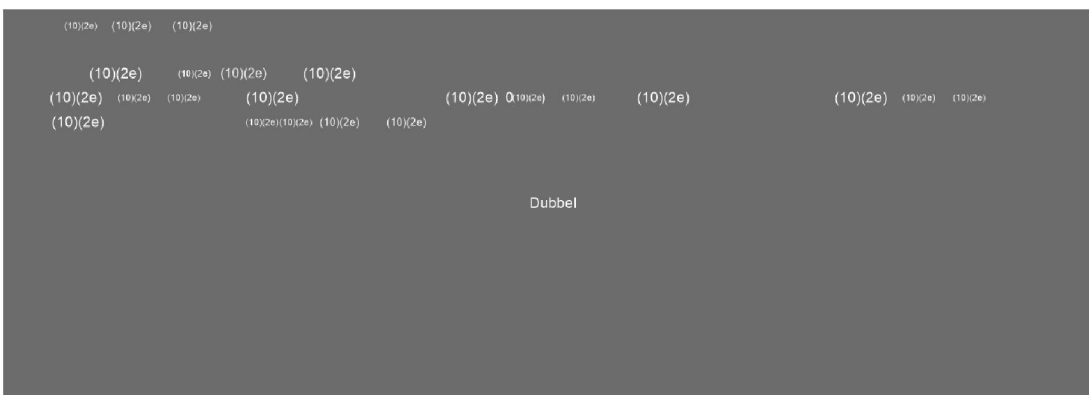 (10)(2e) (10)(2e) (10)(2e)
(10)(2e) (10)(2e) (10)(2e) (10)(2e)
(10)(2e) (10)(2e) (10)(2e) (10)(2e) (10)(2e) 0(10)(2e) (10)(2e) (10)(2e) (10)(2e) (10)(2e) (10)(2e)
(10)(2e) (10)(2e)(10)(2e) (10)(2e) (10)(2e)
Dubbel